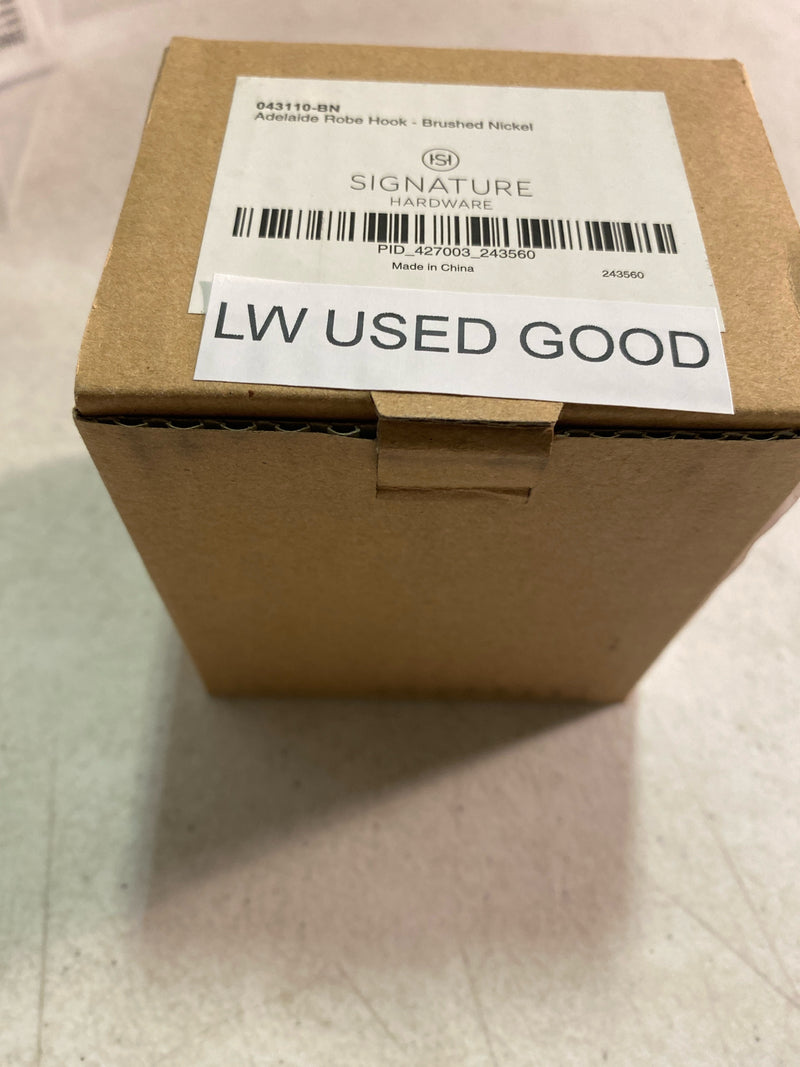 043110-BN
Adelaide Robe Hook - Brushed Nickel
SIGNATURE
HARDWARE
PID_427003_243560
Made in China
243560
LW USED GOOD